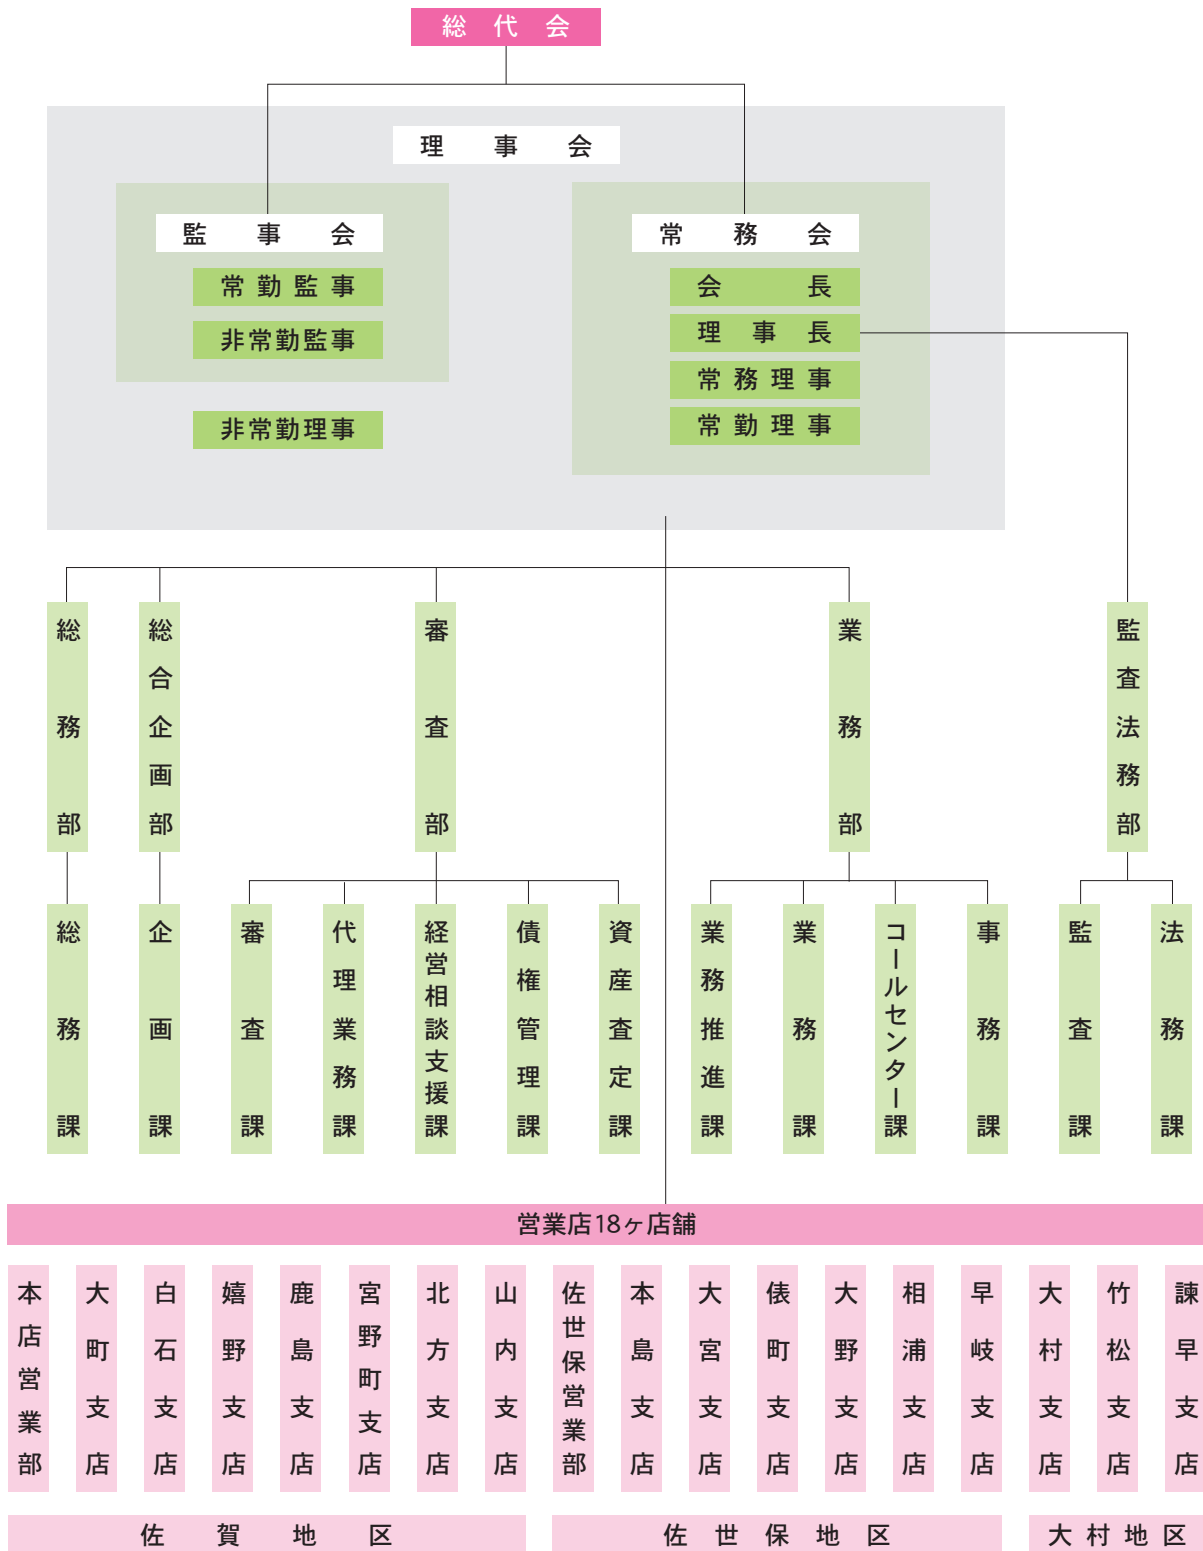 総代会
理事会
監事会
常勤監事
非常勤監事
非常勤理事
常務会
会長
理事長
常務理事
常勤理事
総務部
総合企画部
審査部
業務部
監査法務部
総務課
企画課
審査課
代理業務課
経営相談支援課
債権管理課
資産査定課
業務推進課
業務課
コールセンター課
事務課
監査課
法務課
営業店18ヶ店舗
本店営業部
大町支店
白石支店
嬉野支店
鹿島支店
宮野町支店
北方支店
山内支店
佐世保営業部
本島支店
大宮支店
俵町支店
大野支店
相浦支店
早岐支店
大村支店
竹松支店
諫早支店
佐賀地区
佐世保地区
大村地区